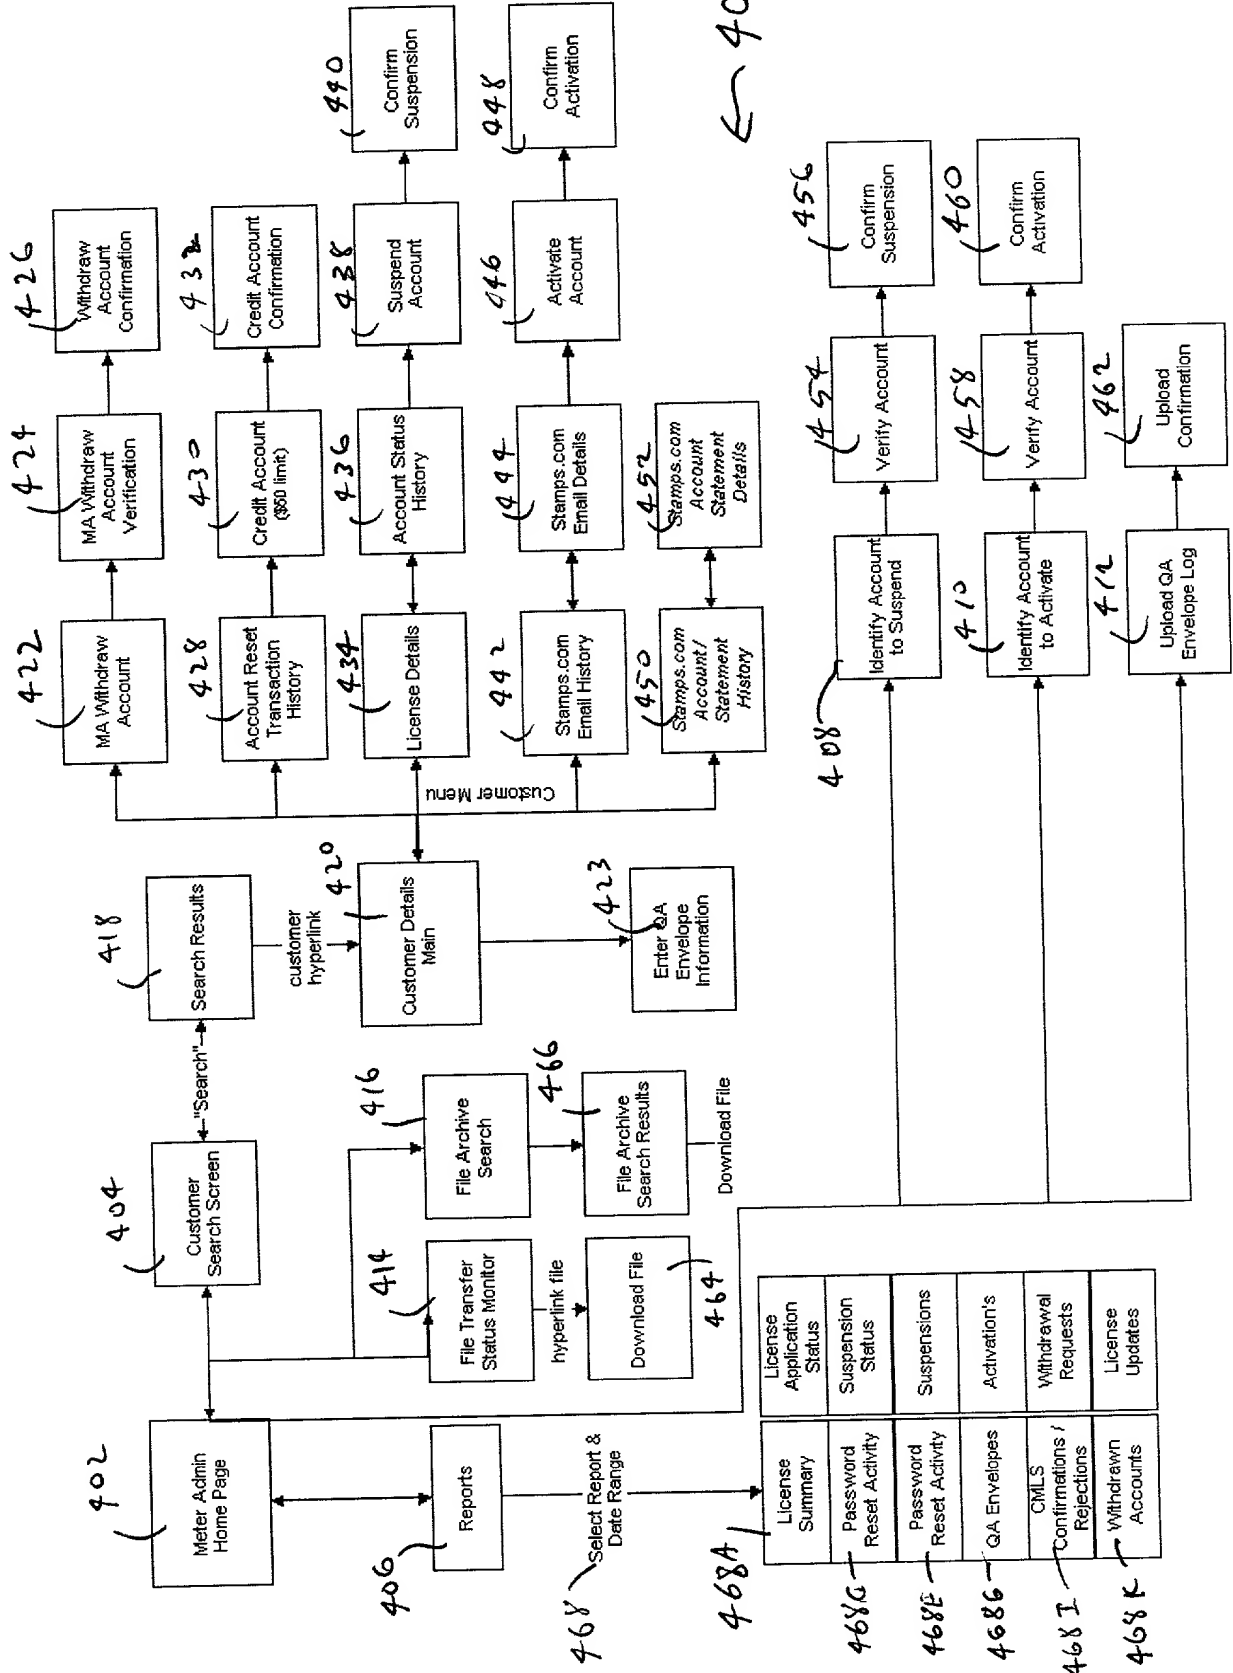 402
Meter Admin
Home Page
404
Customer
Search Screen
"Search"
418
Search Results
customer
hyperlink
420
Customer Details
Main
423
Enter QA
Envelope
Information
Customer Menu
422
MA Withdraw
Account
424
MA Withdraw
Account
Verification
426
Withdraw
Account
Confirmation
428
Account Reset
Transaction
History
430
Credit Account
($50 limit)
432
Credit Account
Confirmation
434
License Details
436
Account Status
History
438
Suspend
Account
440
Confirm
Suspension
442
Stamps.com
Email History
444
Stamps.com
Email Details
446
Activate
Account
448
Confirm
Activation
450
Stamps.com
Account/
Statement
History
452
Stamps.com
Account
Statement
Details
406
Reports
468
Select Report &
Date Range
414
File Transfer
Status Monitor
hyperlink file
Download File
464
416
File Archive
Search
466
File Archive
Search Results
Download File
408
Identify Account
to Suspend
454
Verify Account
456
Confirm
Suspension
410
Identify Account
to Activate
458
Verify Account
460
Confirm
Activation
412
Upload QA
Envelope Log
462
Upload
Confirmation
468A
License
Summary
License
Application
Status
Password
Reset Activity
Suspension
Status
468E
Password
Reset Activity
Suspensions
468G
QA Envelopes
Activation's
468I
CMLS
Confirmations /
Rejections
Withdrawal
Requests
468K
Withdrawn
Accounts
License
Updates